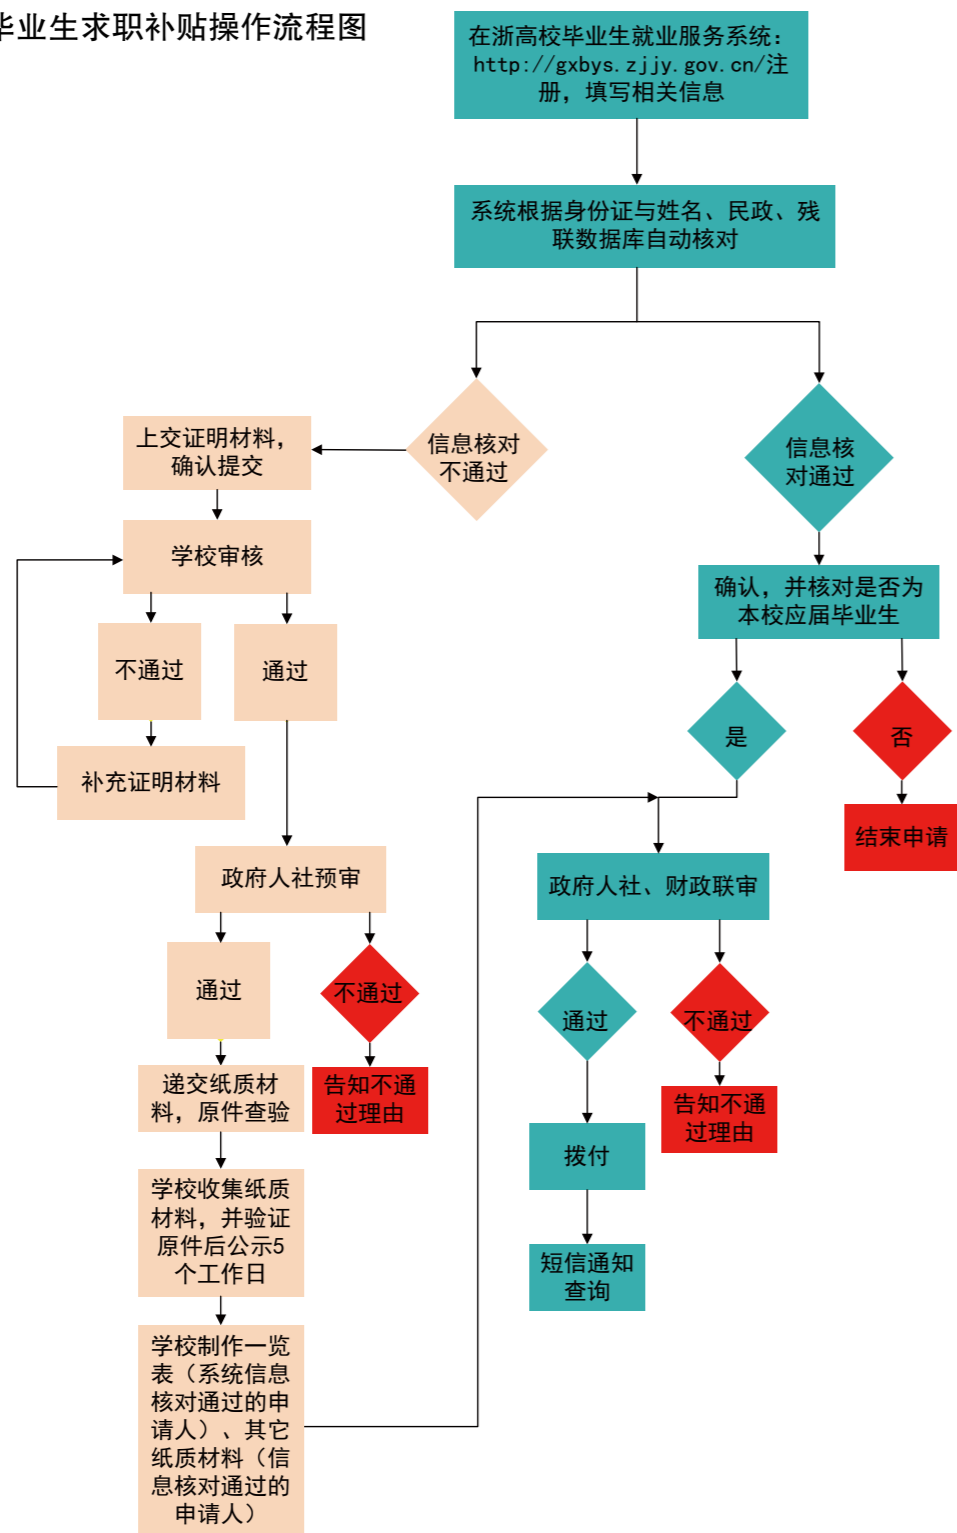 毕业生求职补贴操作流程图
在浙高校毕业生就业服务系统：
http://gxbys.zjjy.gov.cn/注
册，填写相关信息
系统根据身份证与姓名、民政、残
联数据库自动核对
信息核对
不通过
信息核
对通过
上交证明材料，
确认提交
学校审核
不通过
通过
补充证明材料
确认，并核对是否为
本校应届毕业生
是
否
结束申请
政府人社预审
通过
不通过
递交纸质材
料，原件查验
告知不通
过理由
学校收集纸质
材料，并验证
原件后公示5
个工作日
学校制作一览
表（系统信息
核对通过的申
请人）、其它
纸质材料（信
息核对通过的
申请人）
政府人社、财政联审
通过
不通过
告知不通
过理由
拨付
短信通知
查询